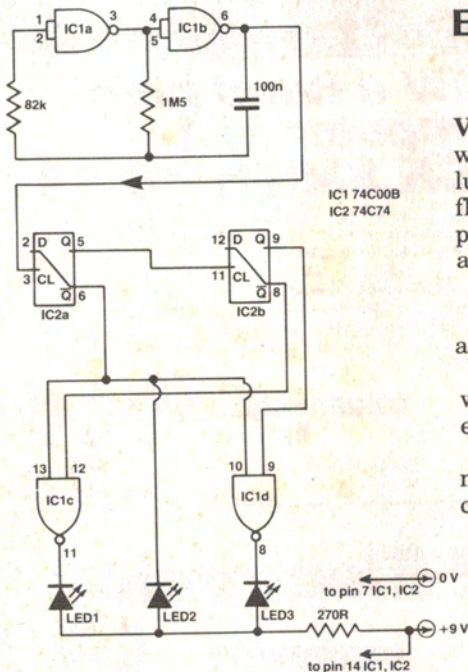 E
1
2
IC1a
3
4
5
IC1b
6
82k
1M5
100n
V
w
lu
fl
p
a
IC1 74C00B
IC2 74C74
2 D Q 5
3 CL Q̅ 6
IC2a
12 D Q 9
11 CL Q̅ 8
IC2b
a
w
e
n
c
13 12
IC1c
11
10 9
IC1d
8
LED1
LED2
LED3
270R
0 V
to pin 7 IC1, IC2
+9 V
to pin 14 IC1, IC2